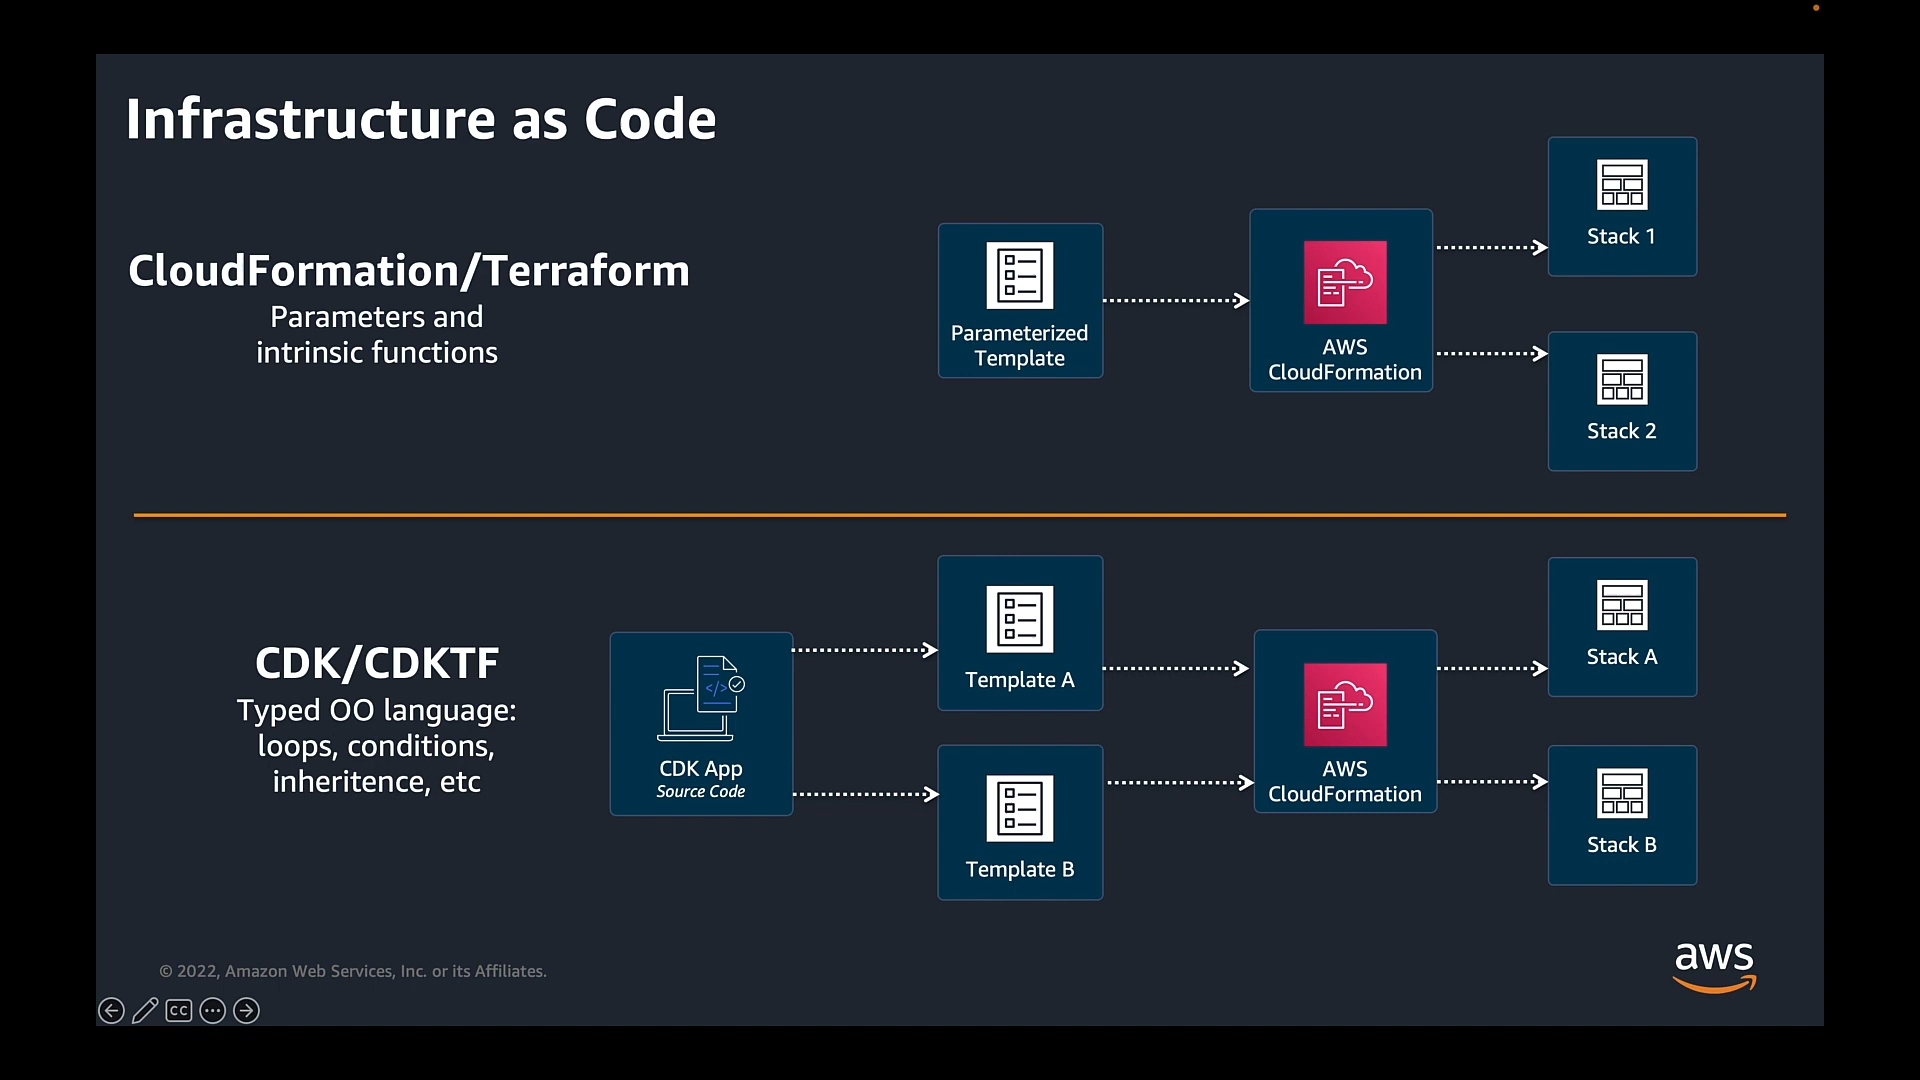 Infrastructure as Code
CloudFormation/Terraform
Parameters and
intrinsic functions
Parameterized
Template
AWS
CloudFormation
Stack 1
Stack 2
CDK/CDKTF
Typed OO language:
loops, conditions,
inheritence, etc
</>
CDK App
Source Code
Template A
Template B
AWS
CloudFormation
Stack A
Stack B
© 2022, Amazon Web Services, Inc. or its Affiliates.
aws
CC